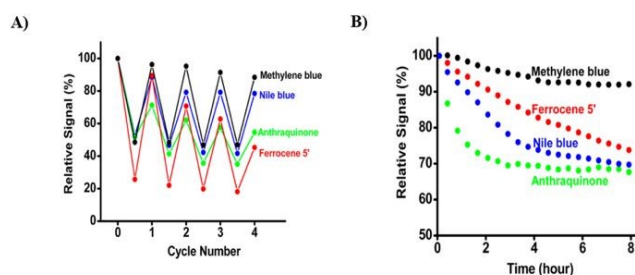 A)
Relative Signal (%)
100
80
60
40
20
0
Methylene blue
Nile blue
Anthraquinone
Ferrocene 5'
0 1 2 3 4
Cycle Number
B)
Relative Signal (%)
100
90
80
70
60
50
Methylene blue
Ferrocene 5'
Nile blue
Anthraquinone
0 2 4 6 8
Time (hour)